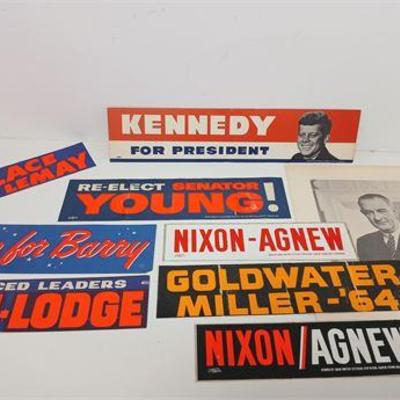 KENNEDY
FOR PRESIDENT
LACE
LEMAY
RE-ELECT SENATOR
YOUNG!
for Barry
NIXON-AGNEW
CED LEADERS
-LODGE
GOLDWATER
MILLER-'64
NIXON/AGNEW